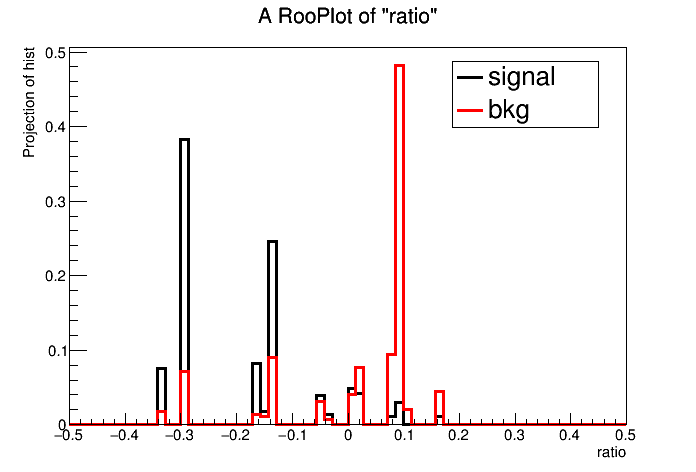 A RooPlot of "ratio"
Projection of hist
0.5
0.4
0.3
0.2
0.1
0
signal
bkg
−0.5 −0.4 −0.3 −0.2 −0.1 0 0.1 0.2 0.3 0.4 0.5
ratio